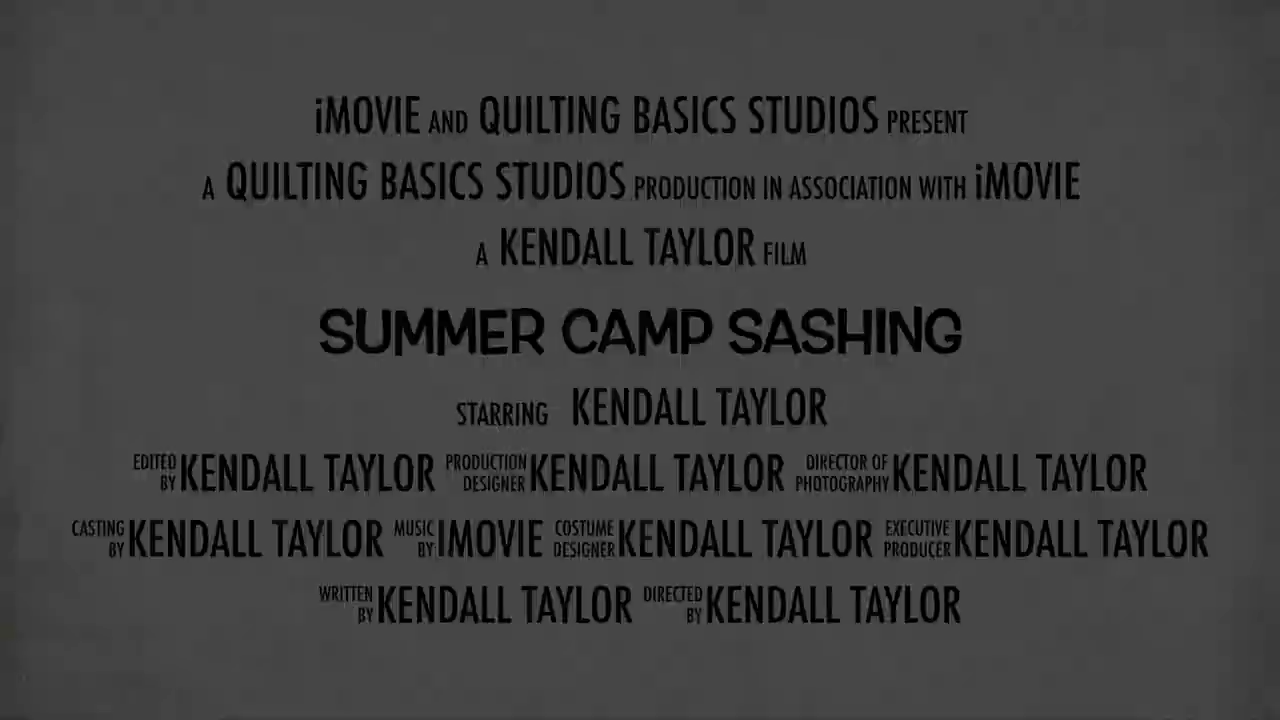 iMOVIE AND QUILTING BASICS STUDIOS PRESENT
A QUILTING BASICS STUDIOS PRODUCTION IN ASSOCIATION WITH iMOVIE
A KENDALL TAYLOR FILM
SUMMER CAMP SASHING
STARRING KENDALL TAYLOR
EDITED BY KENDALL TAYLOR PRODUCTION DESIGNER KENDALL TAYLOR DIRECTOR OF PHOTOGRAPHY KENDALL TAYLOR
CASTING BY KENDALL TAYLOR MUSIC BY IMOVIE COSTUME DESIGNER KENDALL TAYLOR EXECUTIVE PRODUCER KENDALL TAYLOR
WRITTEN BY KENDALL TAYLOR DIRECTED BY KENDALL TAYLOR